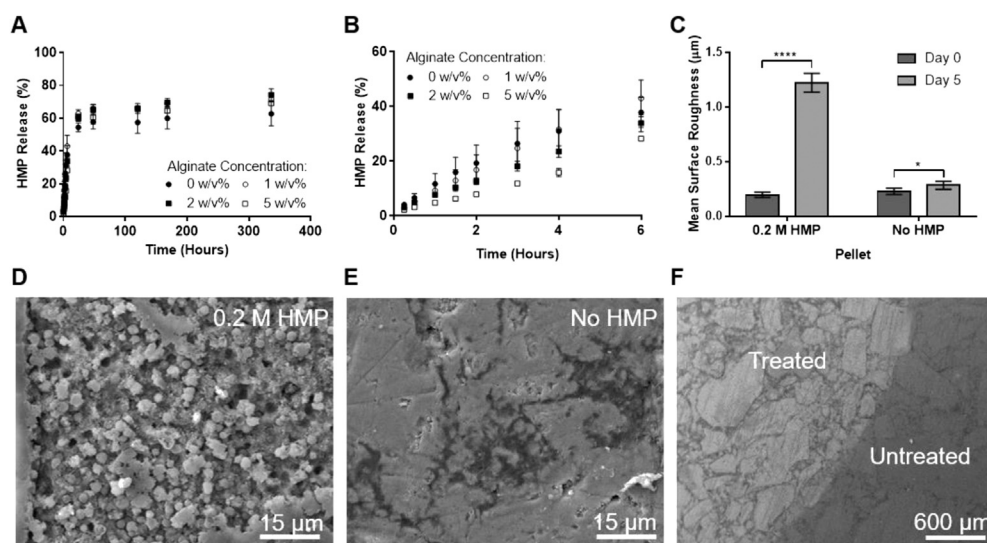 A
HMP Release (%)
100
80
60
40
20
0
0 100 200 300 400
Time (Hours)
Alginate Concentration:
0 w/v% 1 w/v%
2 w/v% 5 w/v%
B
HMP Release (%)
60
40
20
0
0 1 2 3 4 5 6
Time (Hours)
Alginate Concentration:
0 w/v% 1 w/v%
2 w/v% 5 w/v%
C
Mean Surface Roughness (µm)
1.5
1.0
0.5
0.0
****
*
Day 0
Day 5
0.2 M HMP No HMP
Pellet
D
0.2 M HMP
15 µm
E
No HMP
15 µm
F
Treated
Untreated
600 µm